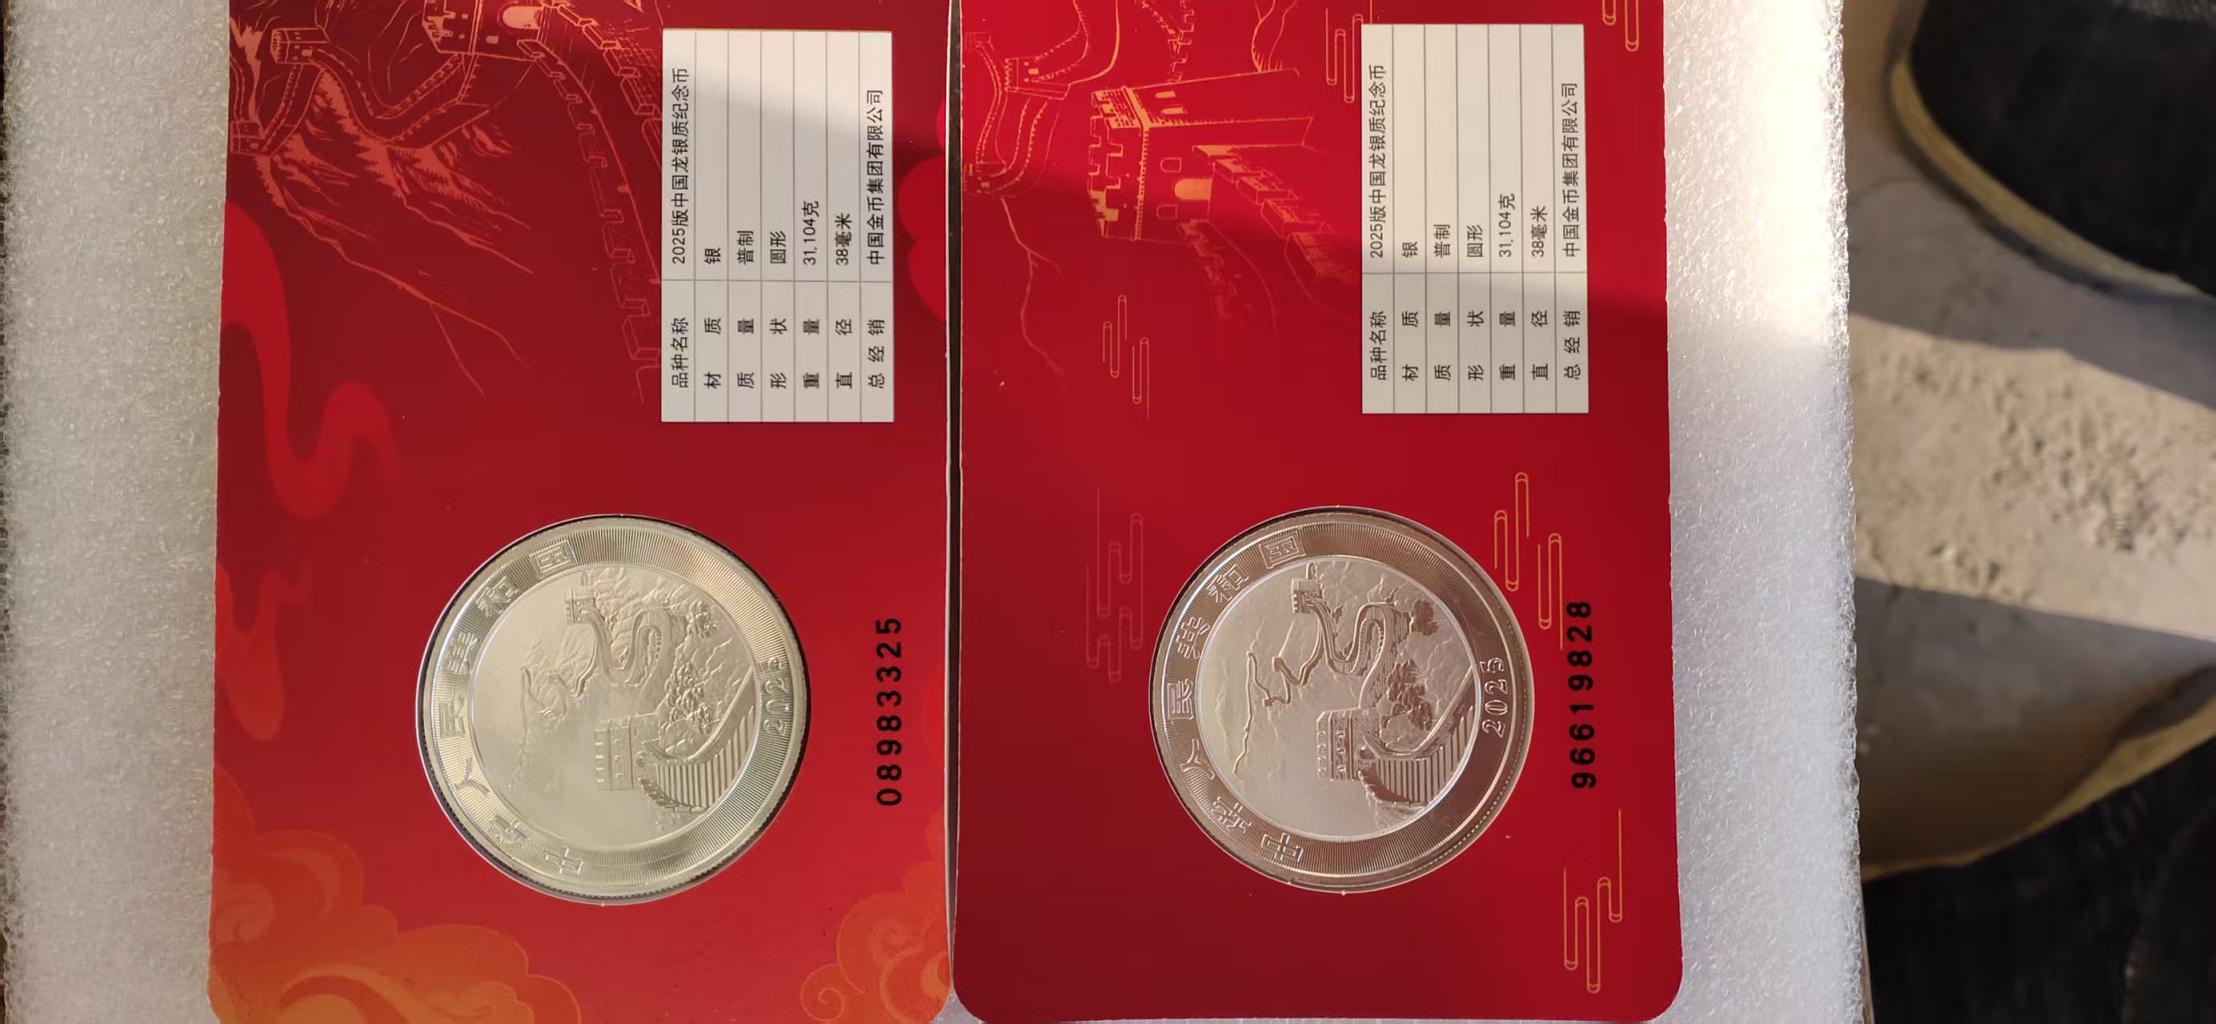 品种名称 2025版中国龙银质纪念币
材 质 银
质 量 普制
形 状 圆形
重 量 31.104克
直 径 38毫米
总 经 销 中国金币集团有限公司
中华人民共和国
2025
08983325
品种名称 2025版中国龙银质纪念币
材 质 银
质 量 普制
形 状 圆形
重 量 31.104克
直 径 38毫米
总 经 销 中国金币集团有限公司
中华人民共和国
2025
96619828